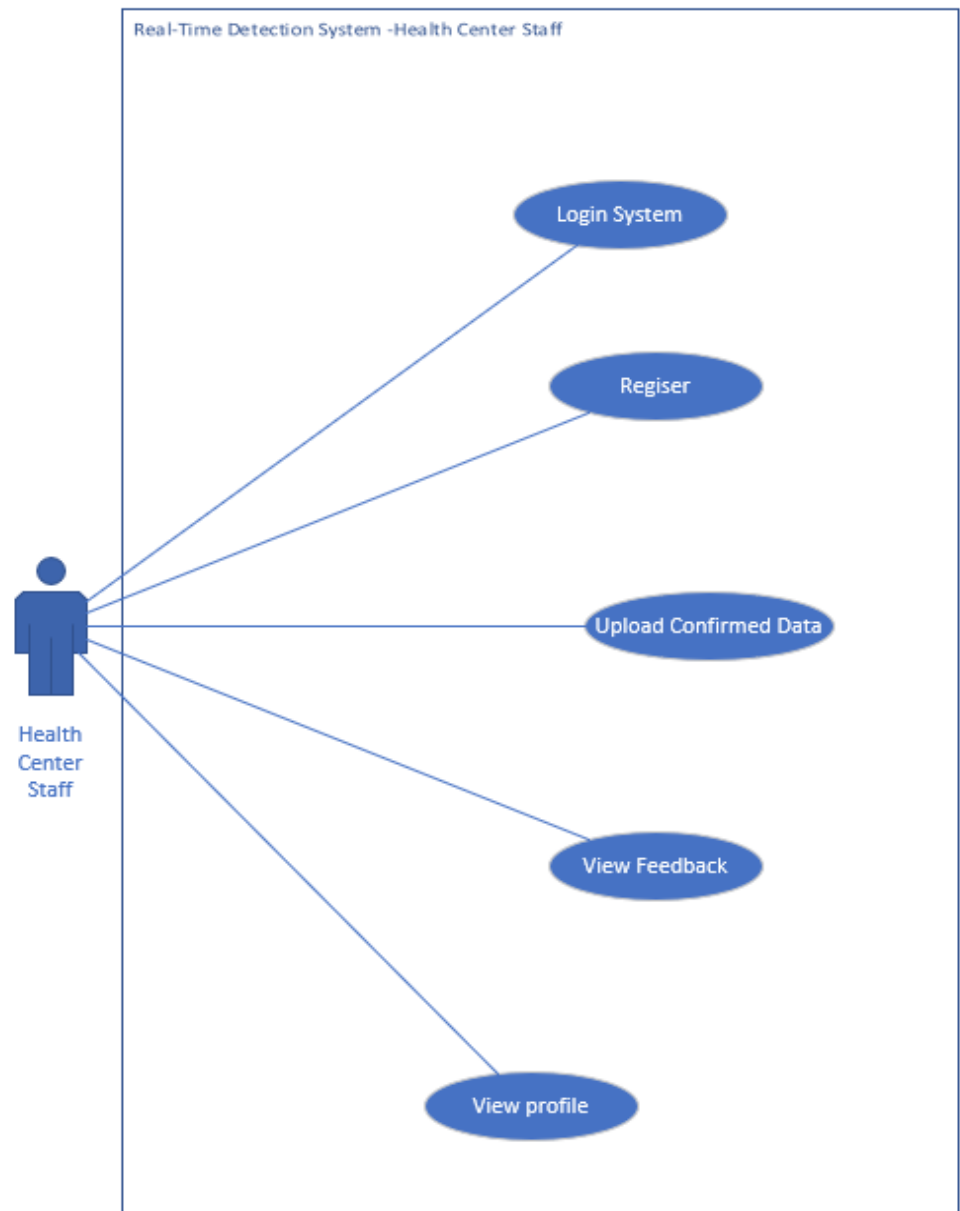 Real-Time Detection System -Health Center Staff
Login System
Regiser
Upload Confirmed Data
Health
Center
Staff
View Feedback
View profile